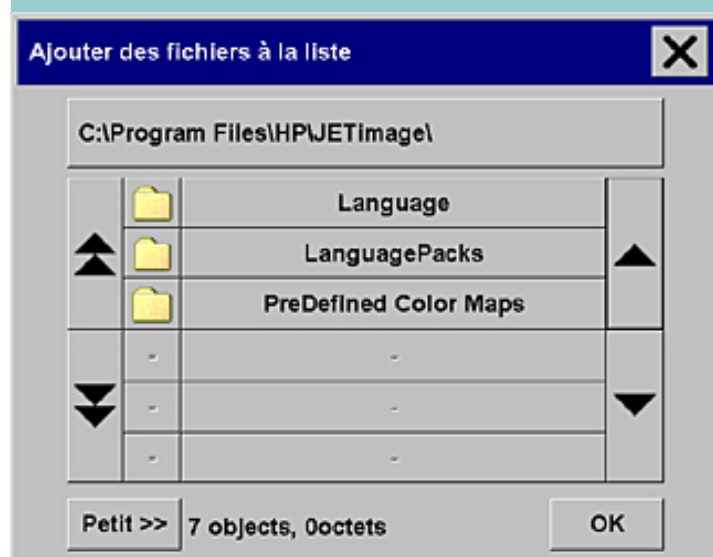 Ajouter des fichiers à la liste
C:\Program Files\HP\JETimage\
Language
LanguagePacks
PreDefined Color Maps
- -
- -
- -
Petit >> 7 objects, 0octets OK